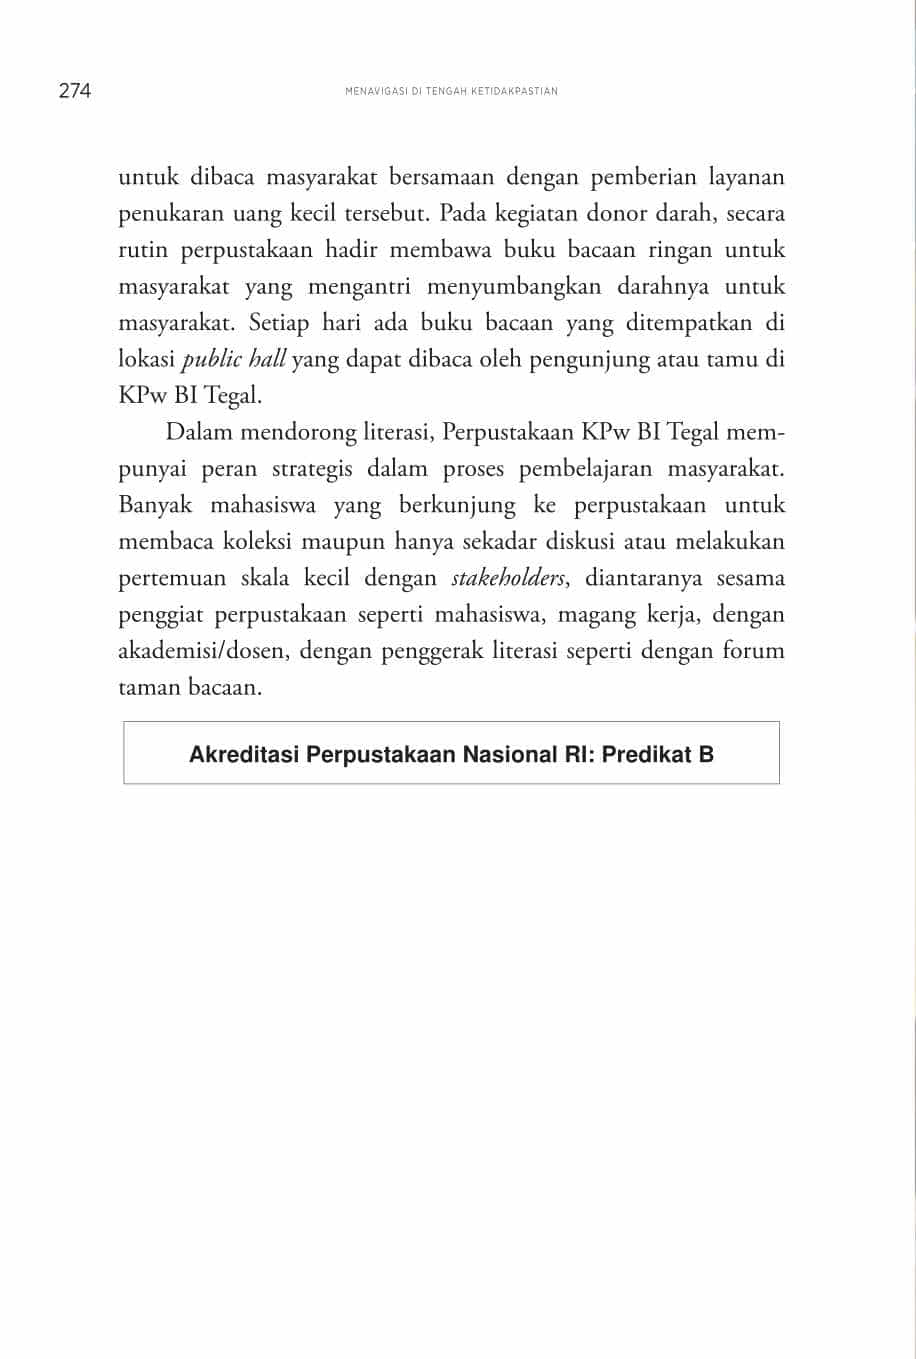 274
MENAVIGASI DI TENGAH KETIDAKPASTIAN
untuk dibaca masyarakat bersamaan dengan pemberian layanan
penukaran uang kecil tersebut. Pada kegiatan donor darah, secara
rutin perpustakaan hadir membawa buku bacaan ringan untuk
masyarakat yang mengantri menyumbangkan darahnya untuk
masyarakat. Setiap hari ada buku bacaan yang ditempatkan di
lokasi public hall yang dapat dibaca oleh pengunjung atau tamu di
KPw BI Tegal.
Dalam mendorong literasi, Perpustakaan KPw BI Tegal mem-
punyai peran strategis dalam proses pembelajaran masyarakat.
Banyak mahasiswa yang berkunjung ke perpustakaan untuk
membaca koleksi maupun hanya sekadar diskusi atau melakukan
pertemuan skala kecil dengan stakeholders, diantaranya sesama
penggiat perpustakaan seperti mahasiswa, magang kerja, dengan
akademisi/dosen, dengan penggerak literasi seperti dengan forum
taman bacaan.
Akreditasi Perpustakaan Nasional RI: Predikat B